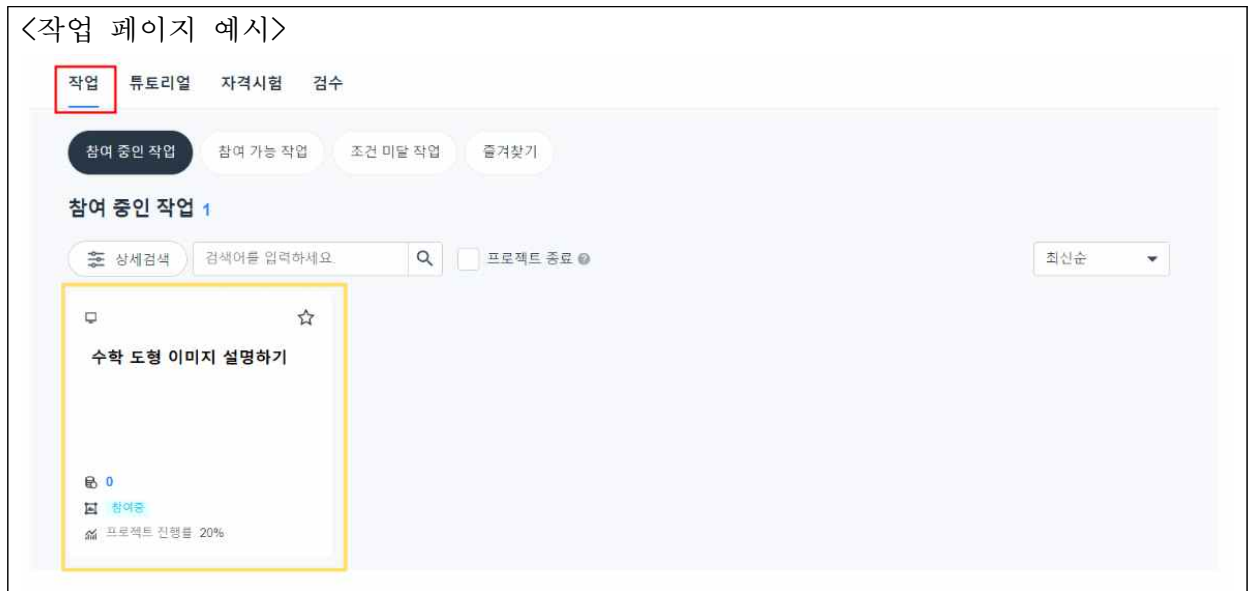 <작업 페이지 예시>
작업 튜토리얼 자격시험 검수
참여 중인 작업 참여 가능 작업 조건 미달 작업 즐겨찾기
참여 중인 작업 1
상세검색 검색어를 입력하세요. 프로젝트 종료 최신순
수학 도형 이미지 설명하기
0
참여중
프로젝트 진행률 20%